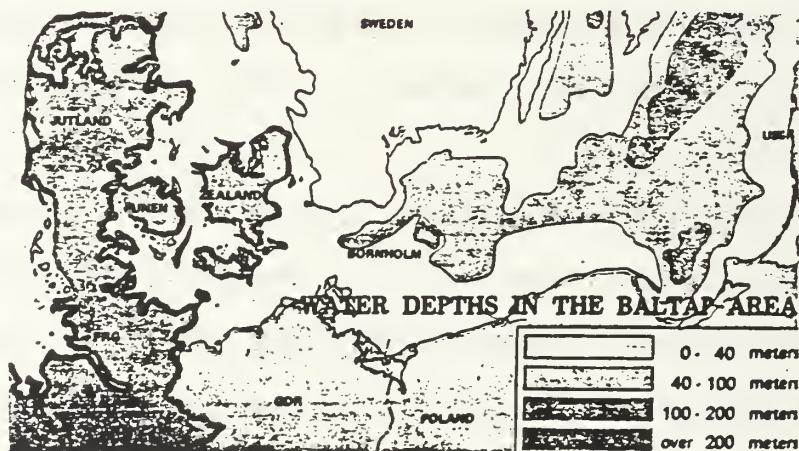 SWEDEN
JUTLAND
USSR
FUNEN
ZEALAND
BORNHOLM
WATER DEPTHS IN THE BALTAP AREA
FRG
0 - 40 meters
40 - 100 meters
GDR
100 - 200 meters
POLAND
over 200 meters